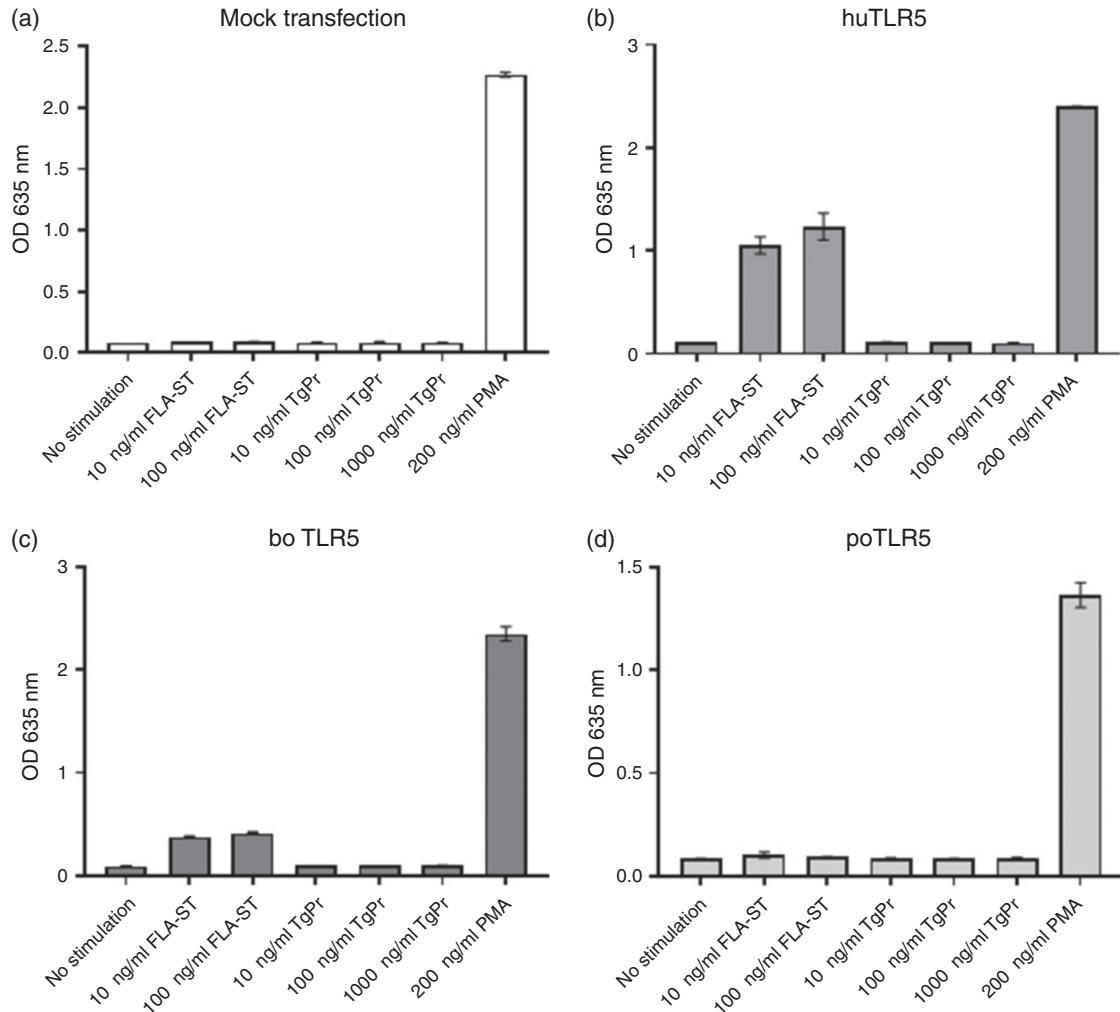 (a)
Mock transfection
OD 635 nm
2.5
2.0
1.5
1.0
0.5
0.0
No stimulation
10 ng/ml FLA-ST
100 ng/ml FLA-ST
10 ng/ml TgPr
100 ng/ml TgPr
1000 ng/ml TgPr
200 ng/ml PMA
(b)
huTLR5
OD 635 nm
3
2
1
0
No stimulation
10 ng/ml FLA-ST
100 ng/ml FLA-ST
10 ng/ml TgPr
100 ng/ml TgPr
1000 ng/ml TgPr
200 ng/ml PMA
(c)
bo TLR5
OD 635 nm
3
2
1
0
No stimulation
10 ng/ml FLA-ST
100 ng/ml FLA-ST
10 ng/ml TgPr
100 ng/ml TgPr
1000 ng/ml TgPr
200 ng/ml PMA
(d)
poTLR5
OD 635 nm
1.5
1.0
0.5
0.0
No stimulation
10 ng/ml FLA-ST
100 ng/ml FLA-ST
10 ng/ml TgPr
100 ng/ml TgPr
1000 ng/ml TgPr
200 ng/ml PMA